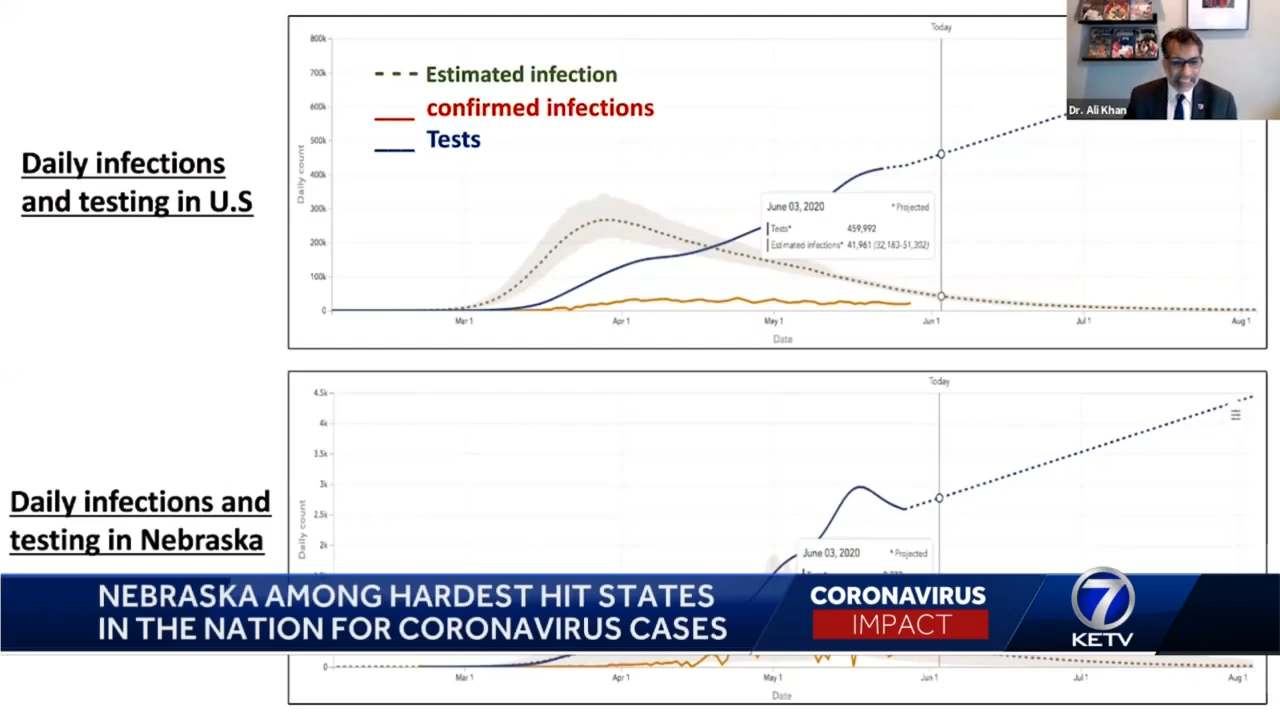 Today
800k
700k
600k
500k
400k
300k
200k
100k
0
Daily count
Estimated infection
confirmed infections
Tests
Dr. Ali Khan
Daily infections
and testing in U.S
June 03, 2020 * Projected
Tests* 459,992
Estimated infections* 41,961 (32,183-51,302)
Mar 1 Apr 1 May 1 Jun 1 Jul 1 Aug 1
Date
Today
4.5k
4k
3.5k
3k
2.5k
2k
0
Daily count
Daily infections and
testing in Nebraska
June 03, 2020 * Projected
NEBRASKA AMONG HARDEST HIT STATES
IN THE NATION FOR CORONAVIRUS CASES
CORONAVIRUS
IMPACT
7
KETV
Mar 1 Apr 1 May 1 Jun 1 Jul 1 Aug 1
Date